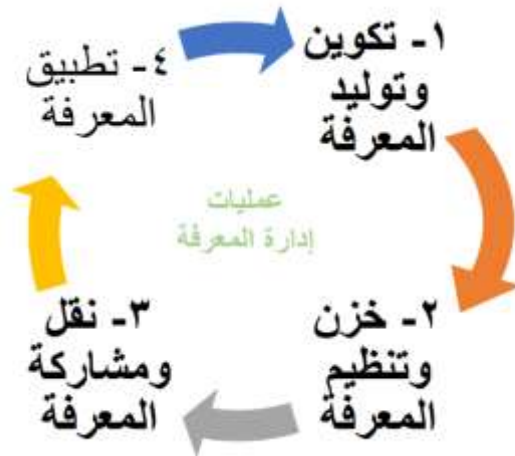 ١- تكوين
وتوليد
المعرفة
٢- خزن
وتنظيم
المعرفة
٣- نقل
ومشاركة
المعرفة
٤- تطبيق
المعرفة
عمليات
إدارة المعرفة